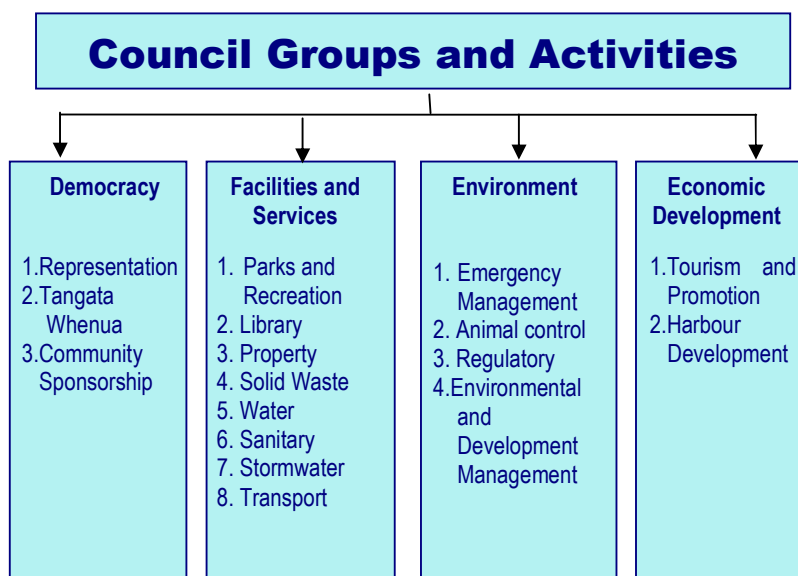 Council Groups and Activities
Democracy
1.Representation
2.Tangata
Whenua
3.Community
Sponsorship
Facilities and
Services
1. Parks and
Recreation
2. Library
3. Property
4. Solid Waste
5. Water
6. Sanitary
7. Stormwater
8. Transport
Environment
1. Emergency
Management
2. Animal control
3. Regulatory
4.Environmental
and
Development
Management
Economic
Development
1.Tourism and
Promotion
2.Harbour
Development